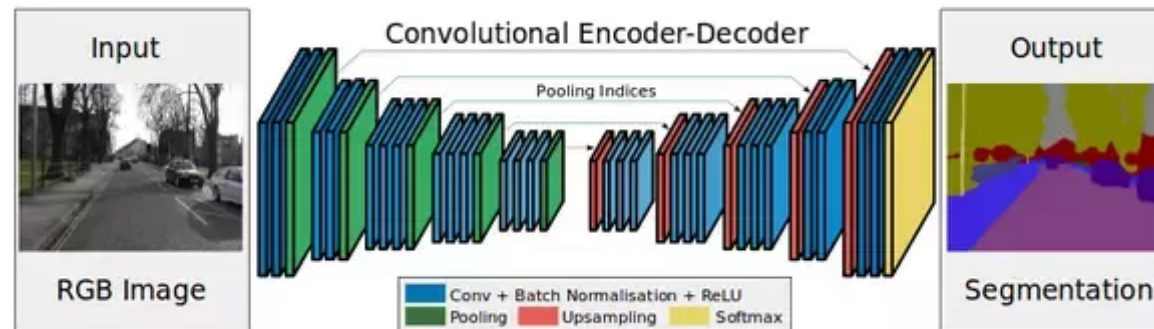 Input
RGB Image
Convolutional Encoder-Decoder
Pooling Indices
Conv + Batch Normalisation + ReLU
Pooling Upsampling Softmax
Output
Segmentation